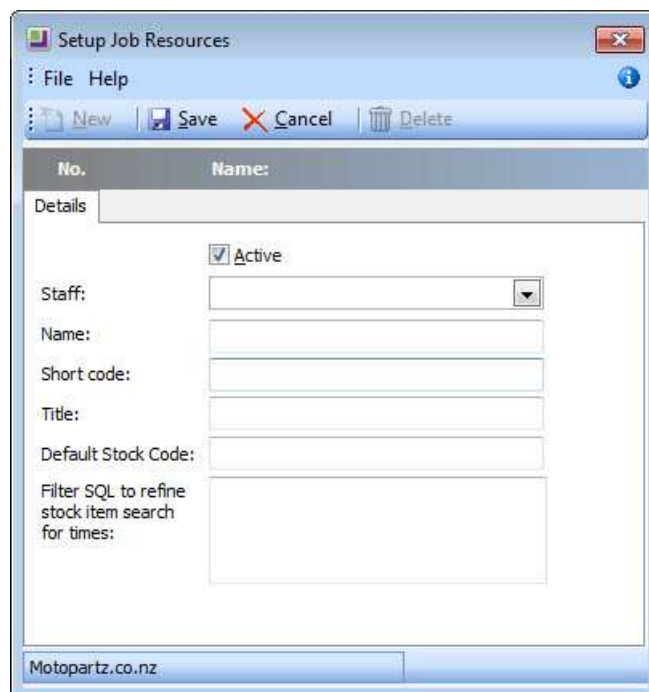 Setup Job Resources
File Help
New Save Cancel Delete
No. Name:
Details
Active
Staff:
Name:
Short code:
Title:
Default Stock Code:
Filter SQL to refine
stock item search
for times:
Motopartz.co.nz